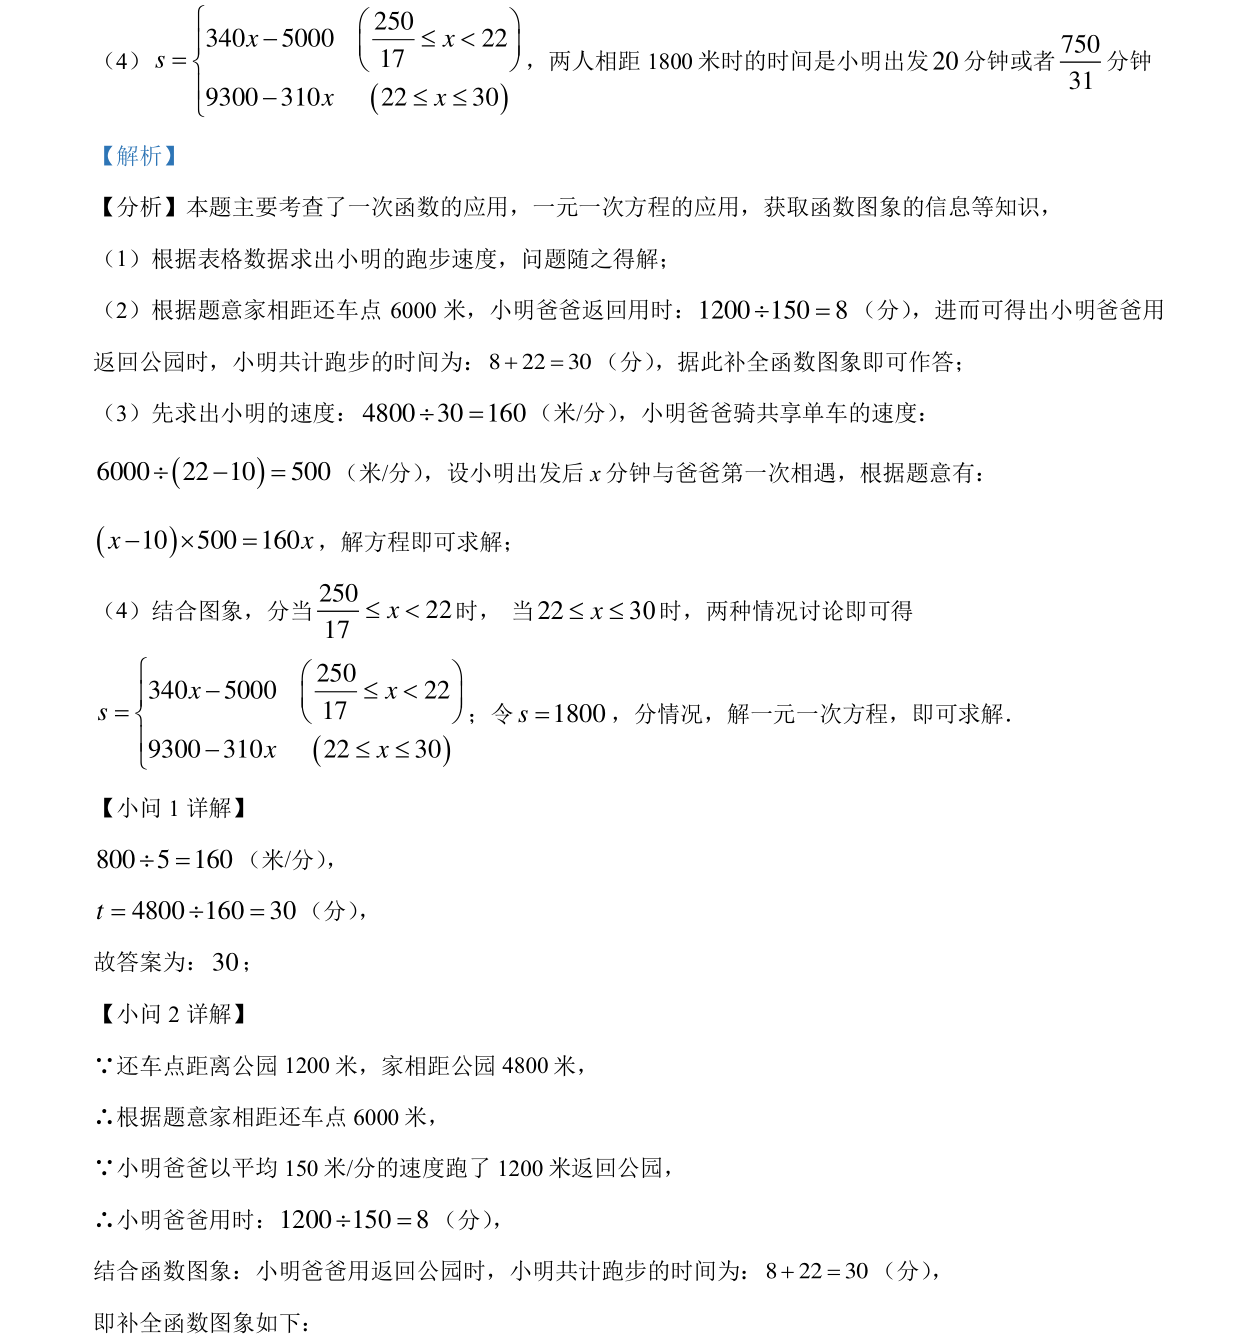 （4）s = { 340x − 5000 （250/17 ≤ x < 22） ; 9300 − 310x （22 ≤ x ≤ 30），两人相距 1800 米时的时间是小明出发 20 分钟或者 750/31 分钟
【解析】
【分析】本题主要考查了一次函数的应用，一元一次方程的应用，获取函数图象的信息等知识，
（1）根据表格数据求出小明的跑步速度，问题随之得解；
（2）根据题意家相距还车点 6000 米，小明爸爸返回用时：1200÷150 = 8（分），进而可得出小明爸爸用
返回公园时，小明共计跑步的时间为：8 + 22 = 30（分），据此补全函数图象即可作答；
（3）先求出小明的速度：4800÷30 = 160（米/分），小明爸爸骑共享单车的速度：
6000÷(22−10) = 500（米/分），设小明出发后 x 分钟与爸爸第一次相遇，根据题意有：
(x−10)×500 = 160x，解方程即可求解；
（4）结合图象，分当 250/17 ≤ x < 22 时， 当 22 ≤ x ≤ 30 时，两种情况讨论即可得
s = { 340x − 5000 （250/17 ≤ x < 22） ; 9300 − 310x （22 ≤ x ≤ 30）；令 s = 1800，分情况，解一元一次方程，即可求解．
【小问 1 详解】
800÷5 = 160（米/分），
t = 4800÷160 = 30（分），
故答案为：30；
【小问 2 详解】
∵还车点距离公园 1200 米，家相距公园 4800 米，
∴根据题意家相距还车点 6000 米，
∵小明爸爸以平均 150 米/分的速度跑了 1200 米返回公园，
∴小明爸爸用时：1200÷150 = 8（分），
结合函数图象：小明爸爸用返回公园时，小明共计跑步的时间为：8 + 22 = 30（分），
即补全函数图象如下：